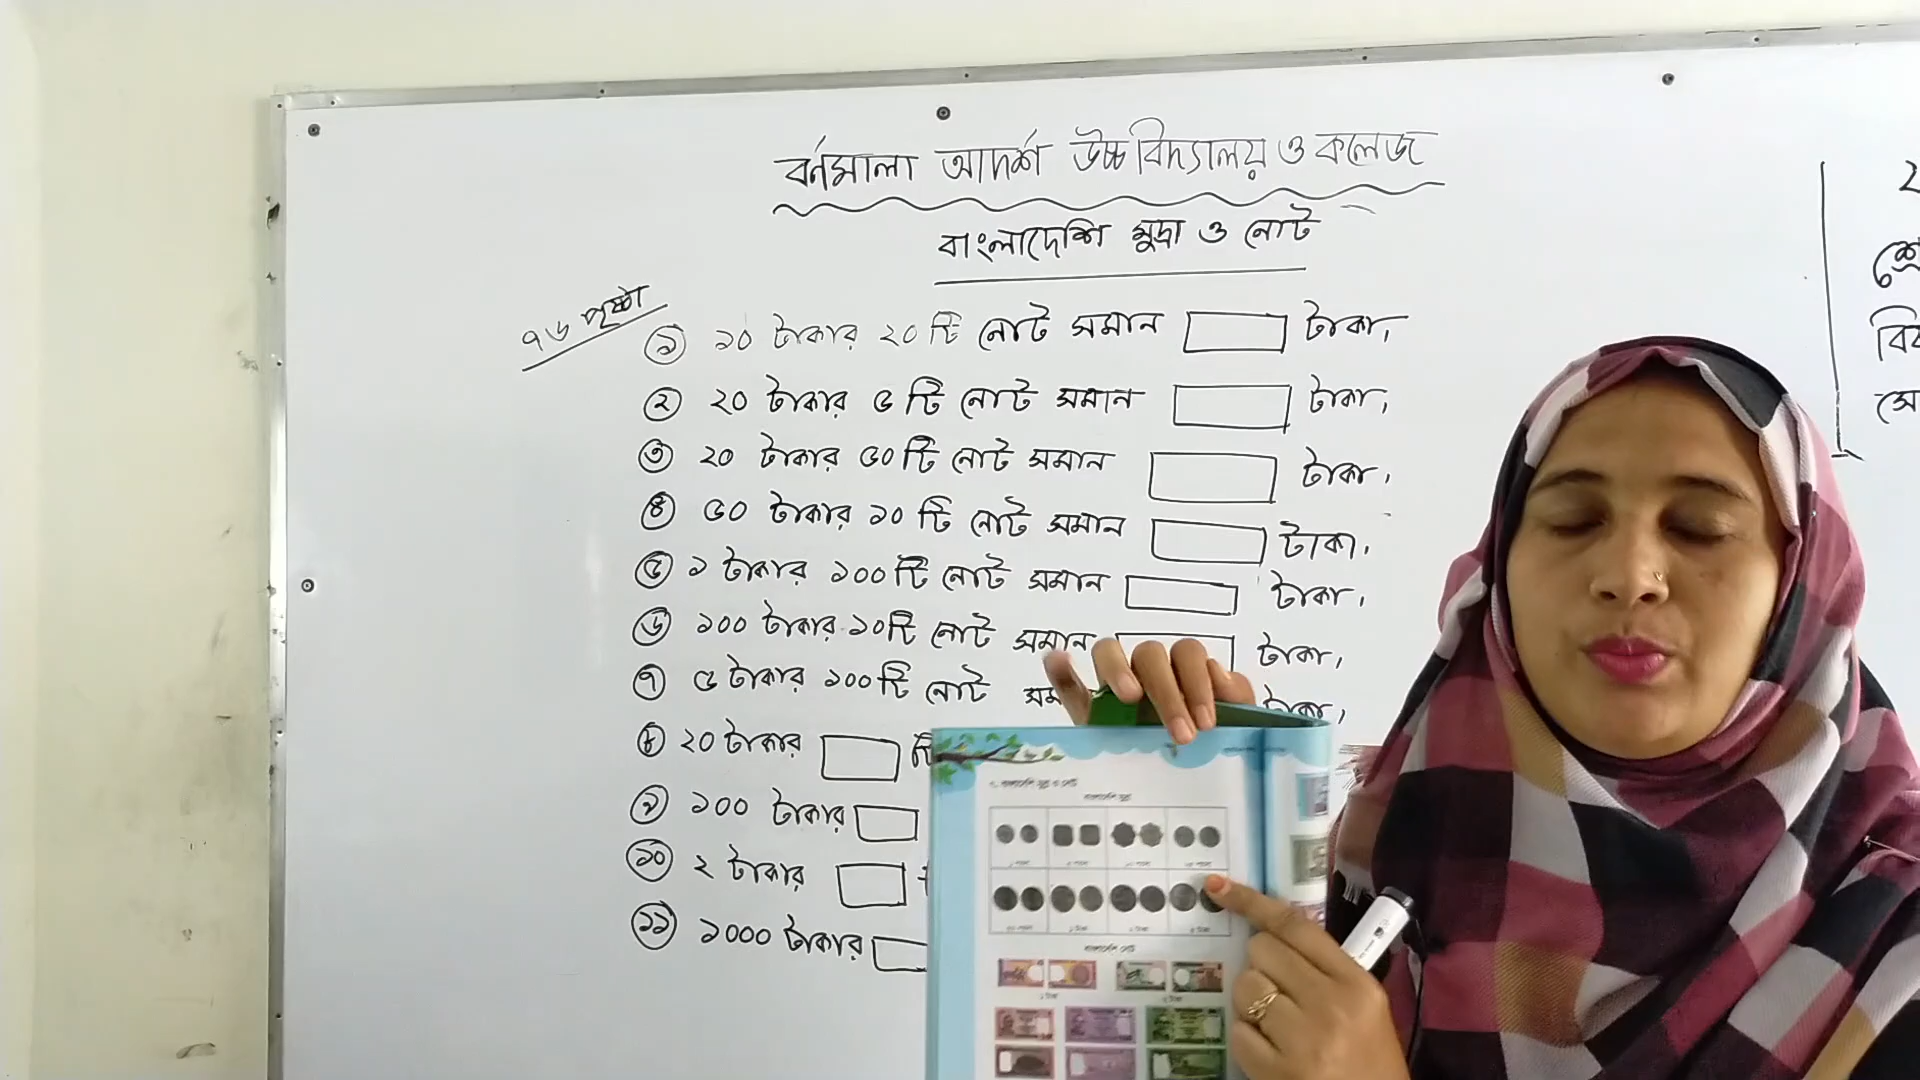 বর্ণমালা আদর্শ উচ্চ বিদ্যালয় ও কলেজ
বাংলাদেশি মুদ্রা ও নোট
৭৬ পৃষ্ঠা
১ ১০ টাকার ২০ টি নোট সমান টাকা,
২ ২০ টাকার ৫ টি নোট সমান টাকা,
৩ ২০ টাকার ৫০ টি নোট সমান টাকা,
৪ ৫০ টাকার ১০ টি নোট সমান টাকা,
৫ ১ টাকার ১০০ টি নোট সমান টাকা,
৬ ১০০ টাকার ১০ টি নোট সমান টাকা,
৭ ৫ টাকার ১০০ টি নোট টাকা,
৮ ২০ টাকার
৯ ১০০ টাকার
১০ ২ টাকার
১১ ১০০০ টাকার